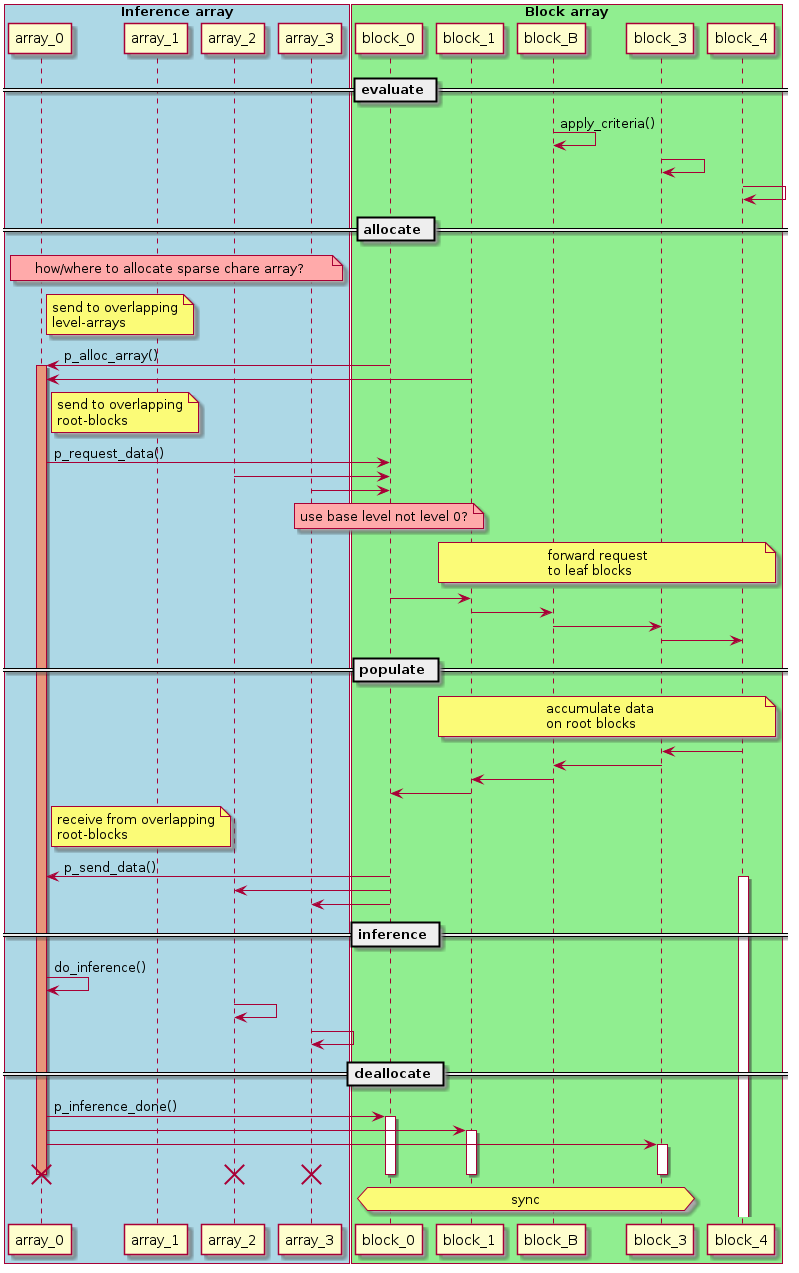 Inference array
Block array
array_0
array_1
array_2
array_3
block_0
block_1
block_B
block_3
block_4
evaluate
apply_criteria()
allocate
how/where to allocate sparse chare array?
send to overlapping
level-arrays
p_alloc_array()
send to overlapping
root-blocks
p_request_data()
use base level not level 0?
forward request
to leaf blocks
populate
accumulate data
on root blocks
receive from overlapping
root-blocks
p_send_data()
inference
do_inference()
deallocate
p_inference_done()
sync
array_0
array_1
array_2
array_3
block_0
block_1
block_B
block_3
block_4